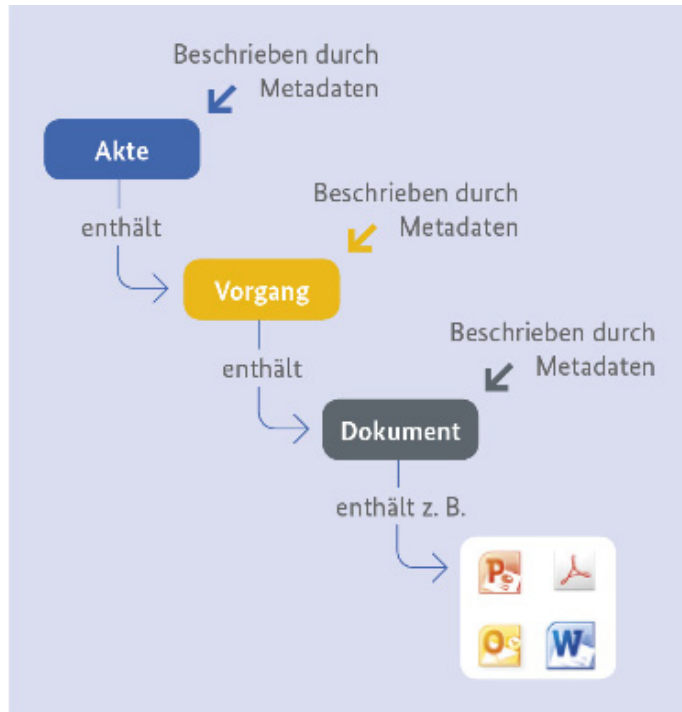 Beschrieben durch
Metadaten
Akte
enthält
Beschrieben durch
Metadaten
Vorgang
enthält
Beschrieben durch
Metadaten
Dokument
enthält z. B.
P
O
W